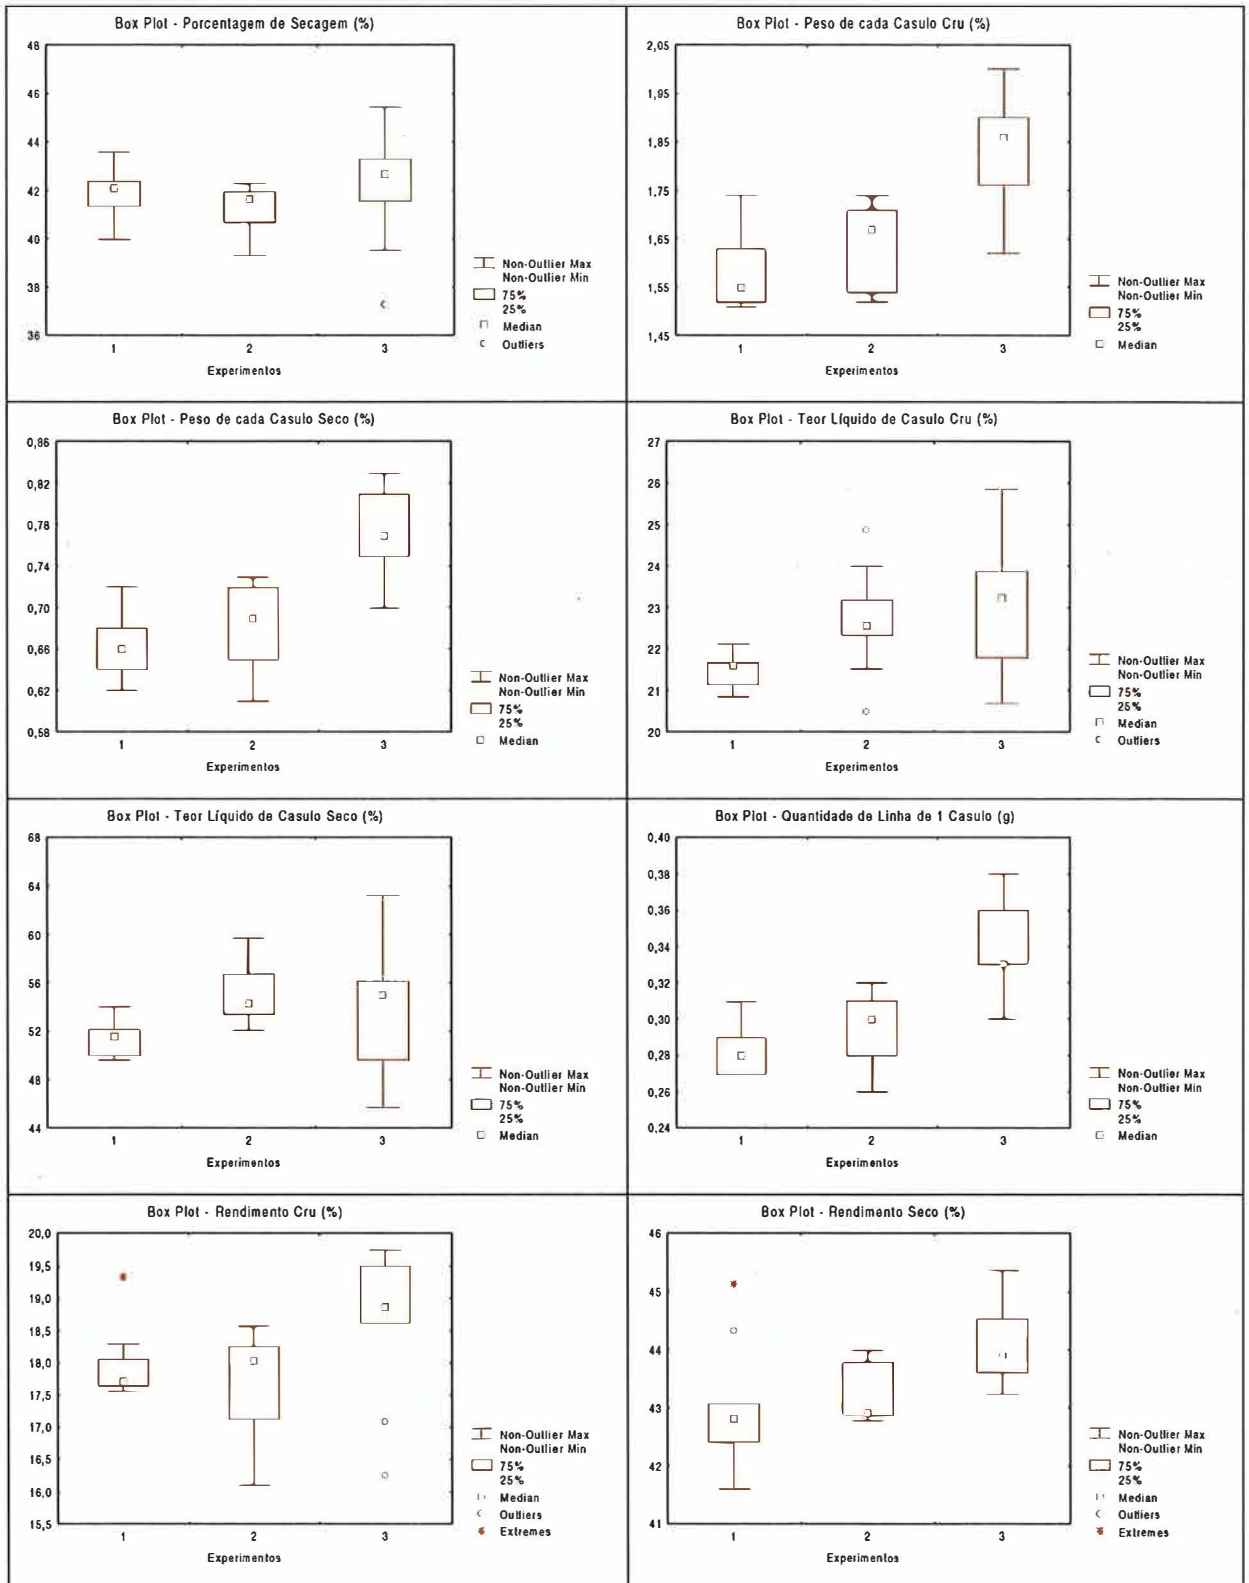 Box Plot - Porcentagem de Secagem (%)
48
46
44
42
40
38
36
1 2 3
Experimentos
Non-Outlier Max
Non-Outlier Min
75%
25%
Median
Outliers
Box Plot - Peso de cada Casulo Cru (%)
2,05
1,95
1,85
1,75
1,65
1,55
1,45
1 2 3
Experimentos
Non-Outlier Max
Non-Outlier Min
75%
25%
Median
Box Plot - Peso de cada Casulo Seco (%)
0,86
0,82
0,78
0,74
0,70
0,66
0,62
0,58
1 2 3
Experimentos
Non-Outlier Max
Non-Outlier Min
75%
25%
Median
Box Plot - Teor Líquido de Casulo Cru (%)
27
26
25
24
23
22
21
20
1 2 3
Experimentos
Non-Outlier Max
Non-Outlier Min
75%
25%
Median
Outliers
Box Plot - Teor Líquido de Casulo Seco (%)
68
64
60
56
52
48
44
1 2 3
Experimentos
Non-Outlier Max
Non-Outlier Min
75%
25%
Median
Box Plot - Quantidade de Linha de 1 Casulo (g)
0,40
0,38
0,36
0,34
0,32
0,30
0,28
0,26
0,24
1 2 3
Experimentos
Non-Outlier Max
Non-Outlier Min
75%
25%
Median
Box Plot - Rendimento Cru (%)
20,0
19,5
19,0
18,5
18,0
17,5
17,0
16,5
16,0
15,5
1 2 3
Experimentos
Non-Outlier Max
Non-Outlier Min
75%
25%
Median
Outliers
Extremes
Box Plot - Rendimento Seco (%)
46
45
44
43
42
41
1 2 3
Experimentos
Non-Outlier Max
Non-Outlier Min
75%
25%
Median
Outliers
Extremes